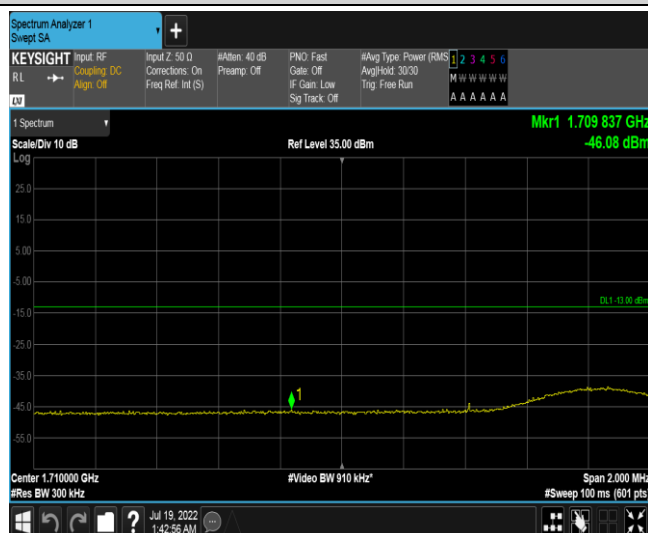 Spectrum Analyzer 1
Swept SA
+
KEYSIGHT
RL
LXI
Input: RF
Coupling: DC
Align: Off
Input Z: 50 Ω
Corrections: On
Freq Ref: Int (S)
#Atten: 40 dB
Preamp: Off
PNO: Fast
Gate: Off
IF Gain: Low
Sig Track: Off
#Avg Type: Power (RMS
Avg|Hold: 30/30
Trig: Free Run
1 2 3 4 5 6
M W W W W W
A A A A A A
1 Spectrum
Scale/Div 10 dB
Ref Level 35.00 dBm
Mkr1 1.709 837 GHz
-46.08 dBm
Log
25.0
15.0
5.00
-5.00
DL1 -13.00 dBm
-15.0
-25.0
-35.0
1
-45.0
-55.0
Center 1.710000 GHz
#Video BW 910 kHz*
Span 2.000 MHz
#Res BW 300 kHz
#Sweep 100 ms (601 pts)
?
Jul 19, 2022
1:42:56 AM